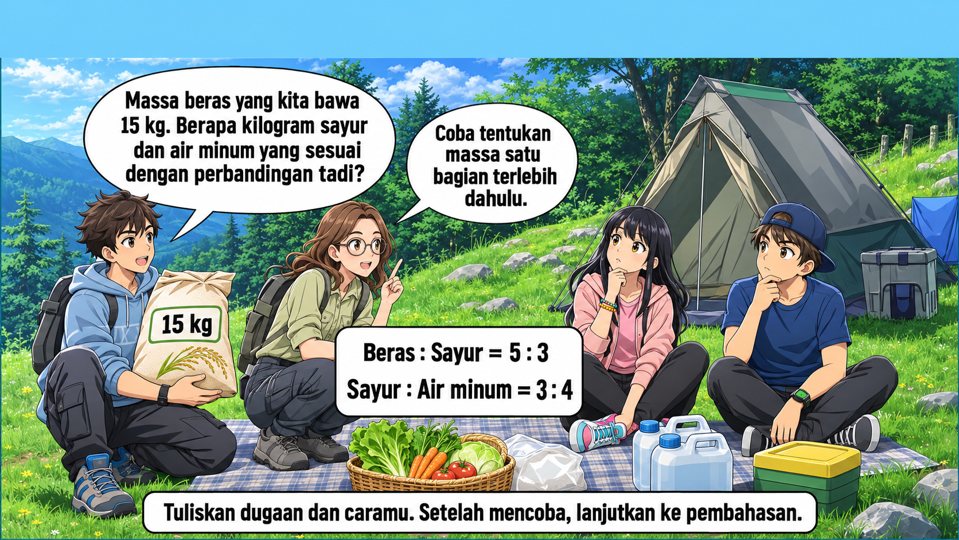 Massa beras yang kita bawa
15 kg. Berapa kilogram sayur
dan air minum yang sesuai
dengan perbandingan tadi?
Coba tentukan
massa satu
bagian terlebih
dahulu.
15 kg
Beras : Sayur = 5 : 3
Sayur : Air minum = 3 : 4
Tuliskan dugaan dan caramu. Setelah mencoba, lanjutkan ke pembahasan.